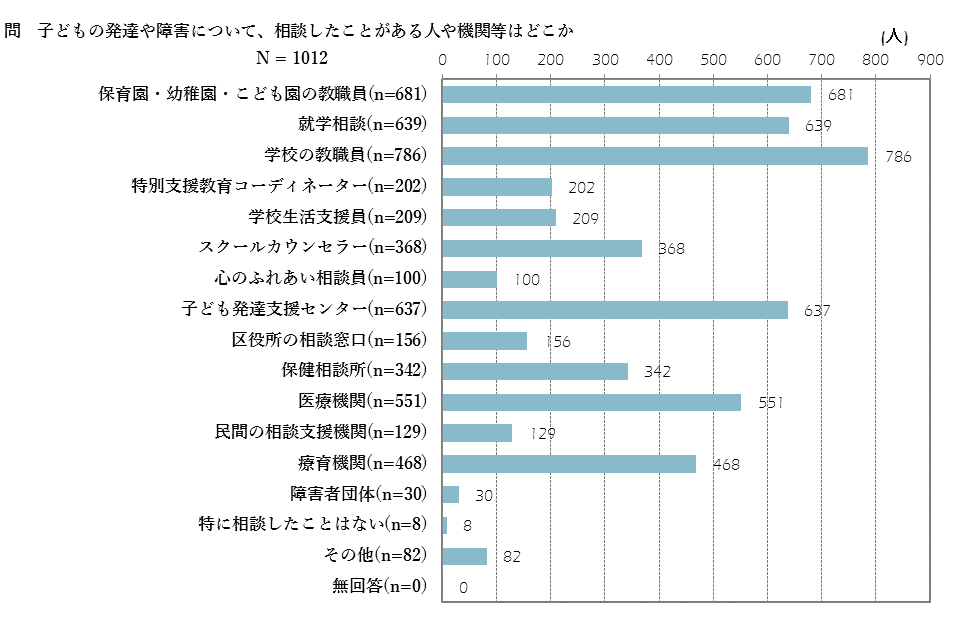 問　子どもの発達や障害について、相談したことがある人や機関等はどこか
N = 1012
(人)
0 100 200 300 400 500 600 700 800 900
保育園・幼稚園・こども園の教職員(n=681) 681
就学相談(n=639) 639
学校の教職員(n=786) 786
特別支援教育コーディネーター(n=202) 202
学校生活支援員(n=209) 209
スクールカウンセラー(n=368) 368
心のふれあい相談員(n=100) 100
子ども発達支援センター(n=637) 637
区役所の相談窓口(n=156) 156
保健相談所(n=342) 342
医療機関(n=551) 551
民間の相談支援機関(n=129) 129
療育機関(n=468) 468
障害者団体(n=30) 30
特に相談したことはない(n=8) 8
その他(n=82) 82
無回答(n=0) 0